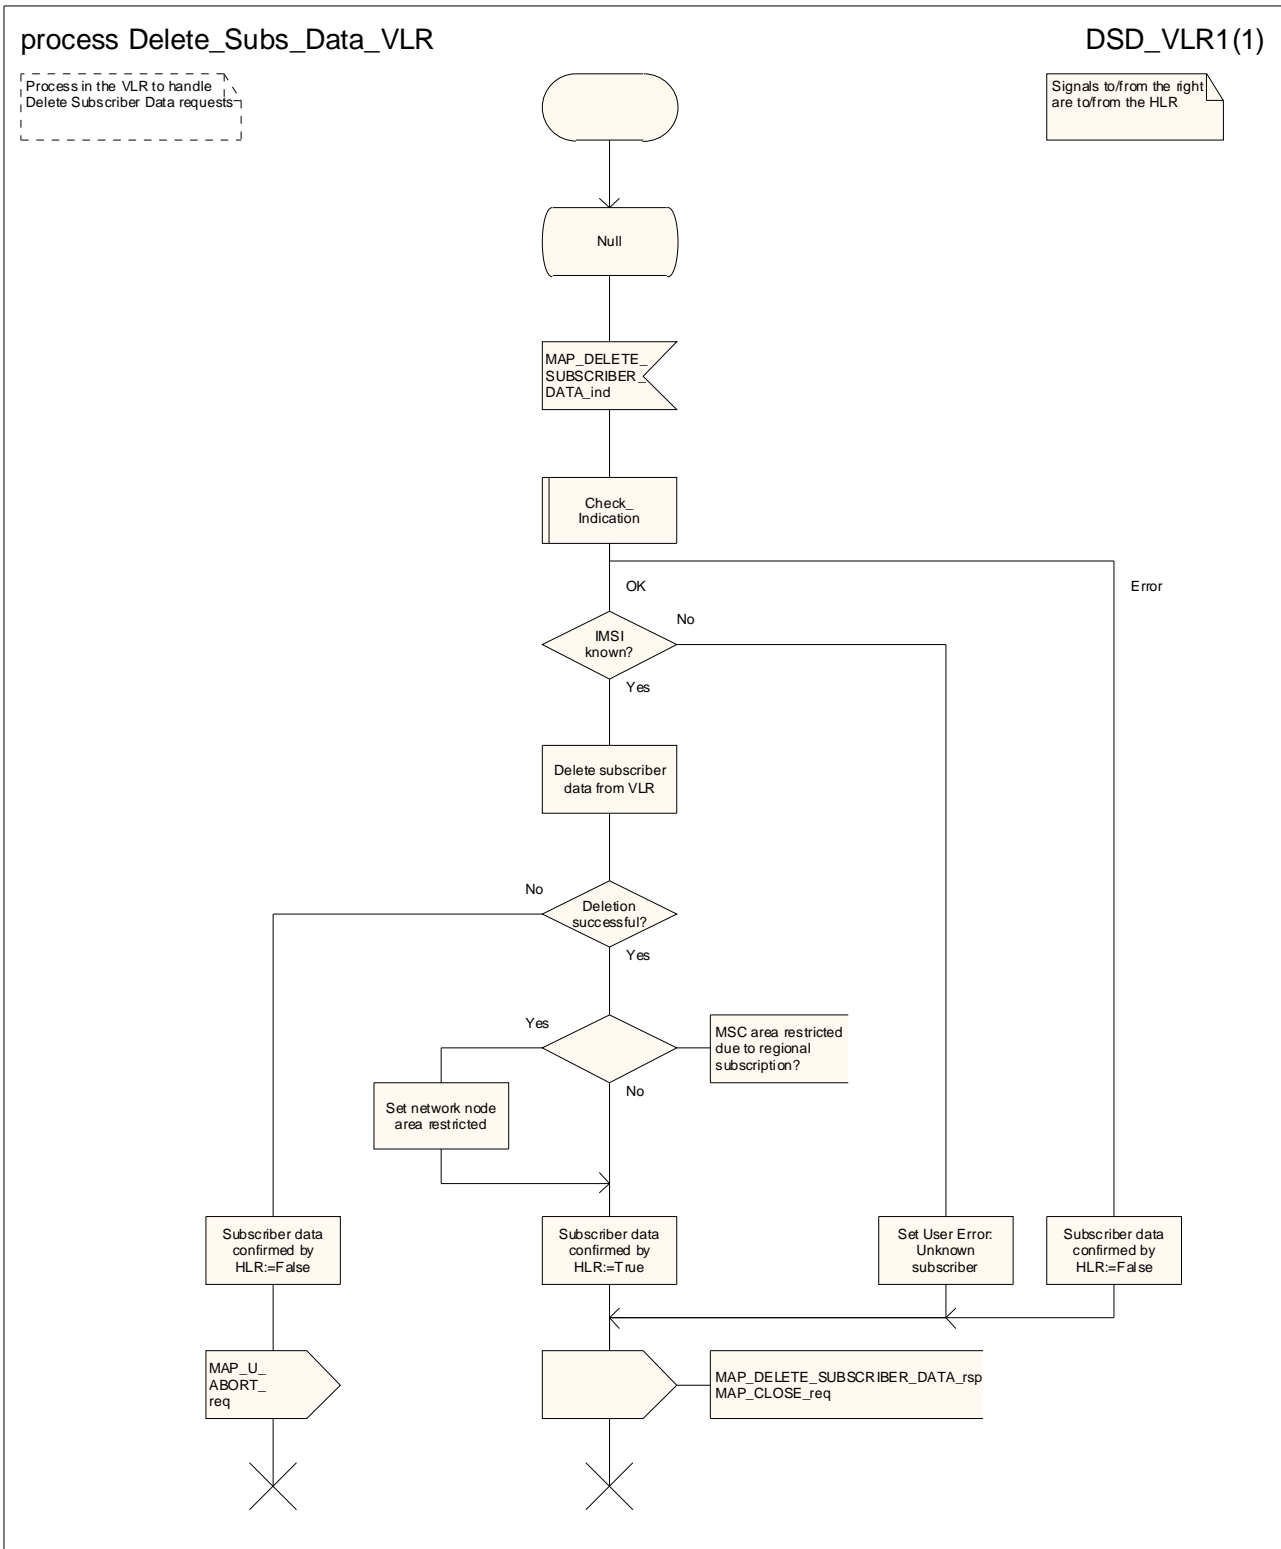 process Delete_Subs_Data_VLR
DSD_VLR1(1)
Process in the VLR to handle
Delete Subscriber Data requests
Signals to/from the right
are to/from the HLR
Null
MAP_DELETE_
SUBSCRIBER_
DATA_ind
Check_
Indication
OK
Error
IMSI
known?
No
Yes
Delete subscriber
data from VLR
No
Deletion
successful?
Yes
Yes
MSC area restricted
due to regional
subscription?
No
Set network node
area restricted
Subscriber data
confirmed by
HLR:=False
Subscriber data
confirmed by
HLR:=True
Set User Error:
Unknown
subscriber
Subscriber data
confirmed by
HLR:=False
MAP_U_
ABORT_
req
MAP_DELETE_SUBSCRIBER_DATA_rsp
MAP_CLOSE_req